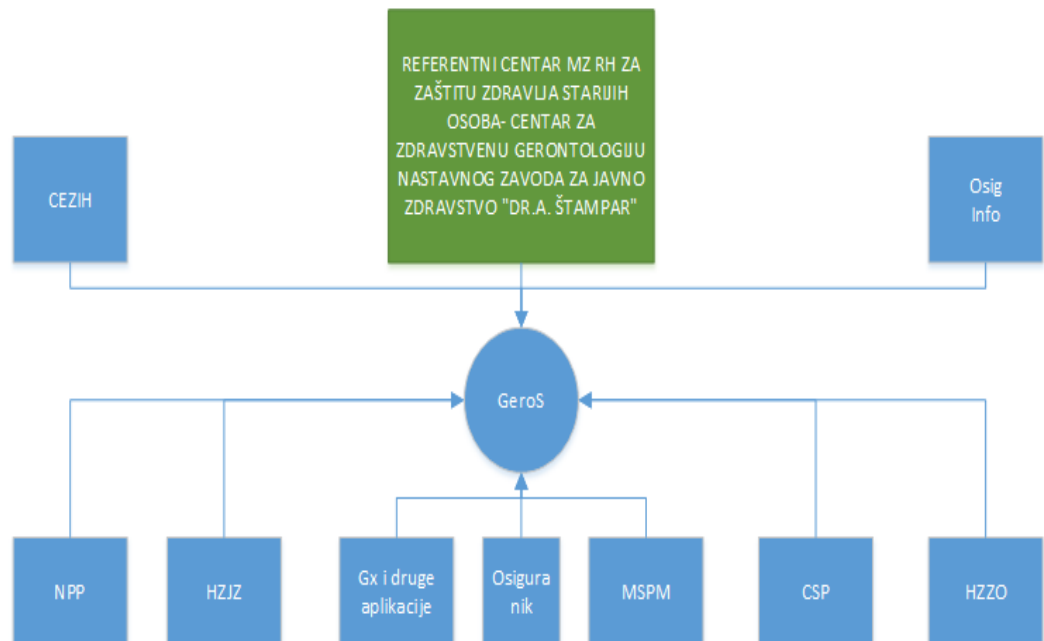 REFERENTNI CENTAR MZ RH ZA
ZAŠTITU ZDRAVLJA STARIJIH
OSOBA- CENTAR ZA
ZDRAVSTVENU GERONTOLOGIJU
NASTAVNOG ZAVODA ZA JAVNO
ZDRAVSTVO "DR.A. ŠTAMPAR"
CEZIH
Osig
Info
GeroS
NPP
HZJZ
Gx i druge
aplikacije
Osigura
nik
MSPM
CSP
HZZO